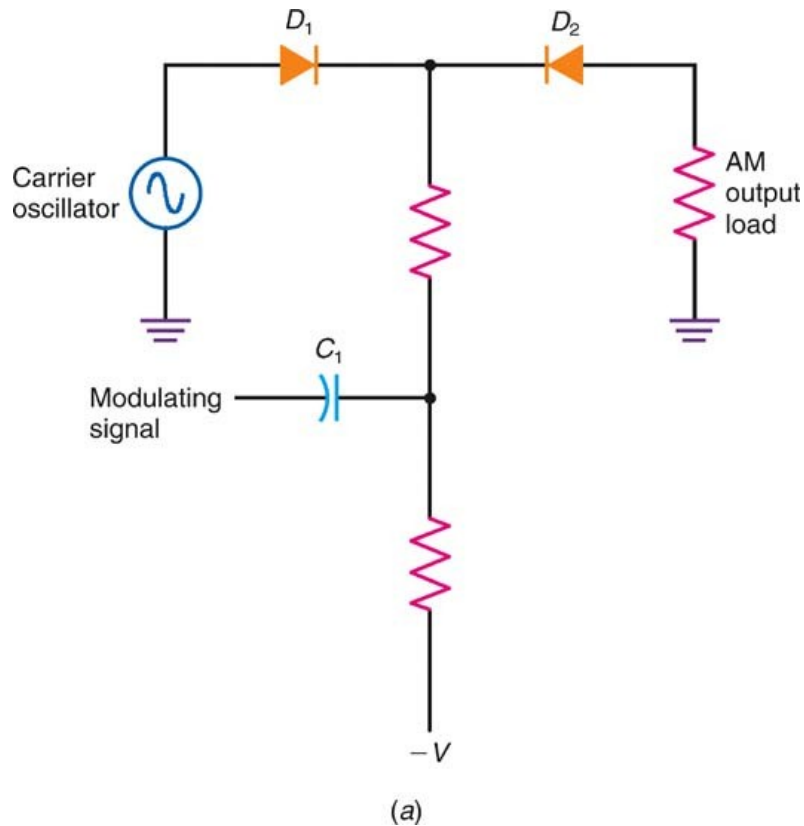 D₁
D₂
Carrier
oscillator
AM
output
load
C₁
Modulating
signal
−V
(a)